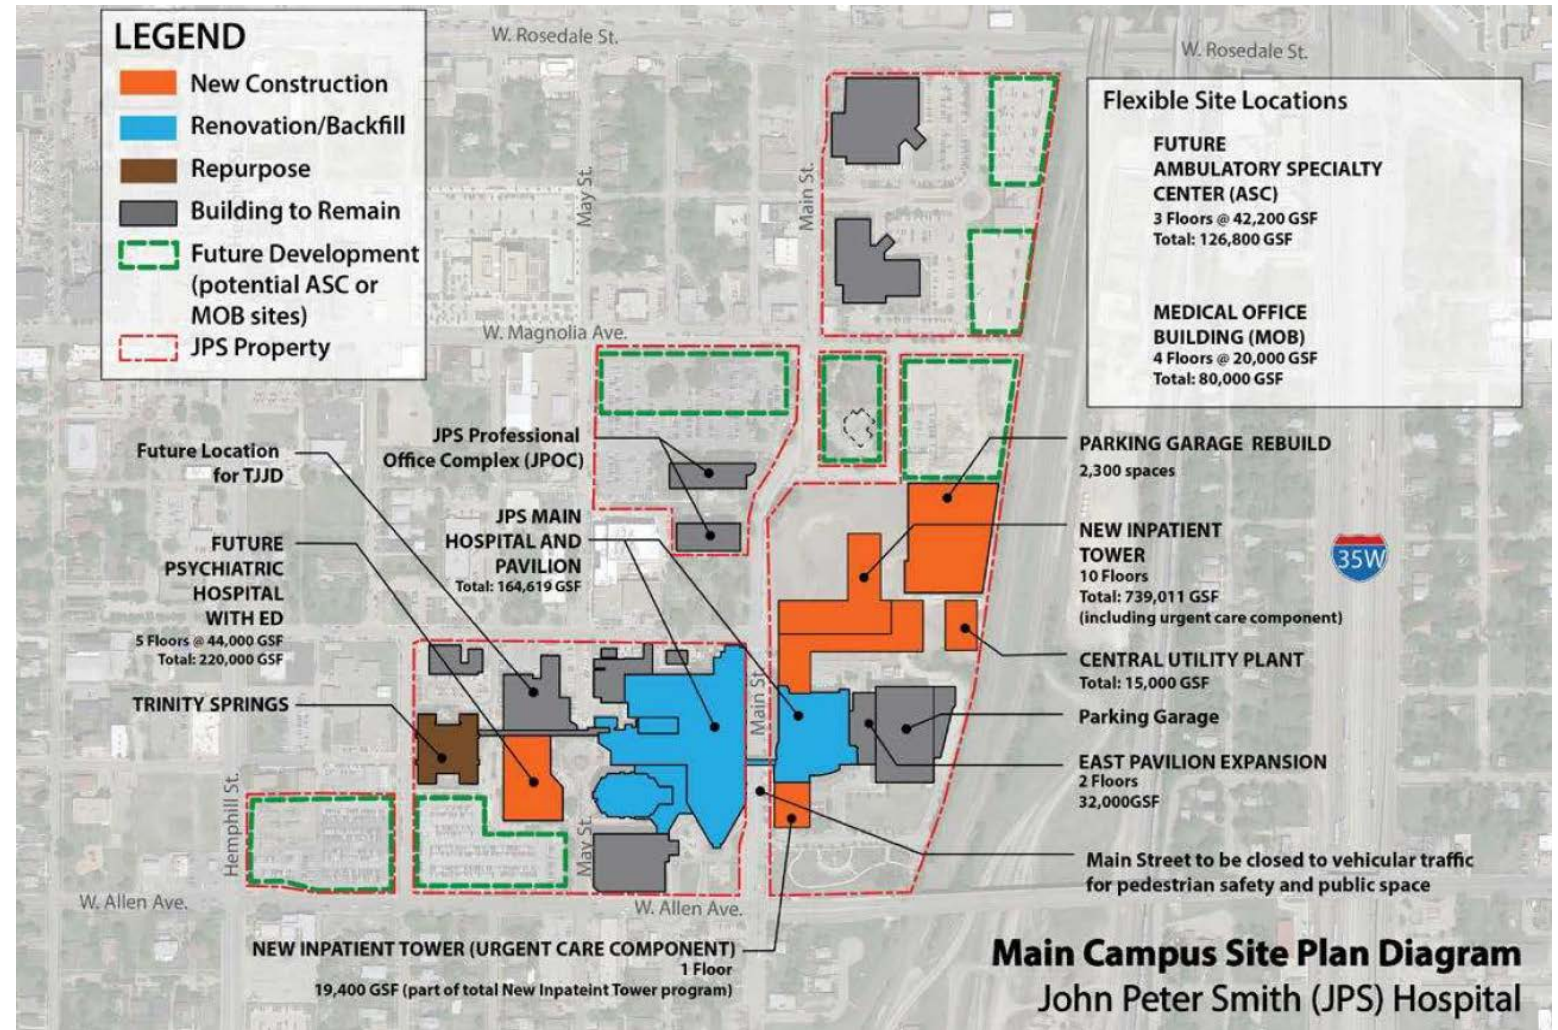 LEGEND
New Construction
Renovation/Backfill
Repurpose
Building to Remain
Future Development
(potential ASC or
MOB sites)
JPS Property
W. Rosedale St.
W. Rosedale St.
May St.
Main St.
W. Magnolia Ave.
Flexible Site Locations
FUTURE
AMBULATORY SPECIALTY
CENTER (ASC)
3 Floors @ 42,200 GSF
Total: 126,800 GSF
MEDICAL OFFICE
BUILDING (MOB)
4 Floors @ 20,000 GSF
Total: 80,000 GSF
Future Location
for TJJD
JPS Professional
Office Complex (JPOC)
JPS MAIN
HOSPITAL AND
PAVILION
Total: 164,619 GSF
FUTURE
PSYCHIATRIC
HOSPITAL
WITH ED
5 Floors @ 44,000 GSF
Total: 220,000 GSF
TRINITY SPRINGS
PARKING GARAGE REBUILD
2,300 spaces
NEW INPATIENT
TOWER
10 Floors
Total: 739,011 GSF
(including urgent care component)
35W
CENTRAL UTILITY PLANT
Total: 15,000 GSF
Parking Garage
EAST PAVILION EXPANSION
2 Floors
32,000GSF
Main Street to be closed to vehicular traffic
for pedestrian safety and public space
Main St.
Hemphill St.
May St.
W. Allen Ave.
W. Allen Ave.
NEW INPATIENT TOWER (URGENT CARE COMPONENT)
1 Floor
19,400 GSF (part of total New Inpateint Tower program)
Main Campus Site Plan Diagram
John Peter Smith (JPS) Hospital